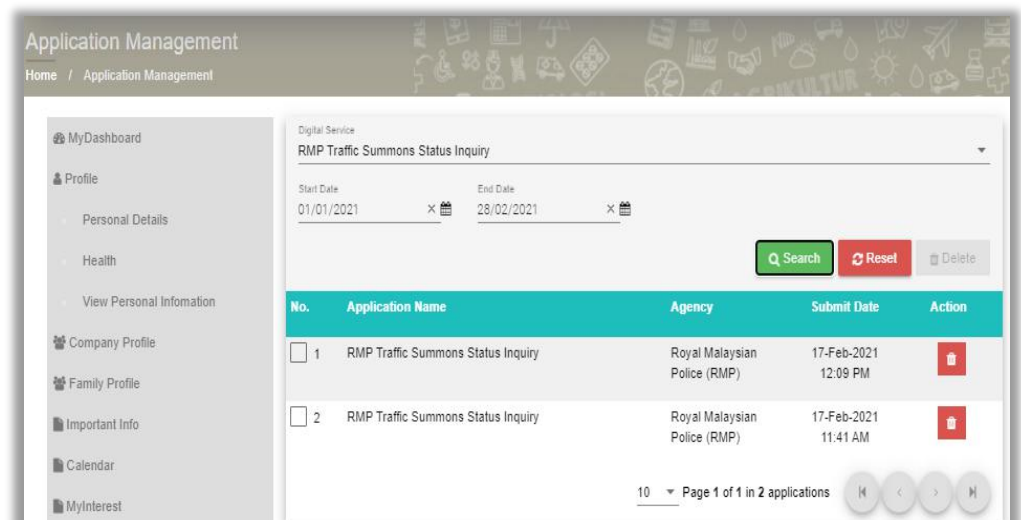 Application Management
Home / Application Management
MyDashboard
Profile
Personal Details
Health
View Personal Infomation
Company Profile
Family Profile
Important Info
Calendar
MyInterest
Digital Service
RMP Traffic Summons Status Inquiry
Start Date End Date
01/01/2021 28/02/2021
Search Reset Delete
No. Application Name Agency Submit Date Action
1 RMP Traffic Summons Status Inquiry Royal Malaysian 17-Feb-2021
Police (RMP) 12:09 PM
2 RMP Traffic Summons Status Inquiry Royal Malaysian 17-Feb-2021
Police (RMP) 11:41 AM
10 Page 1 of 1 in 2 applications